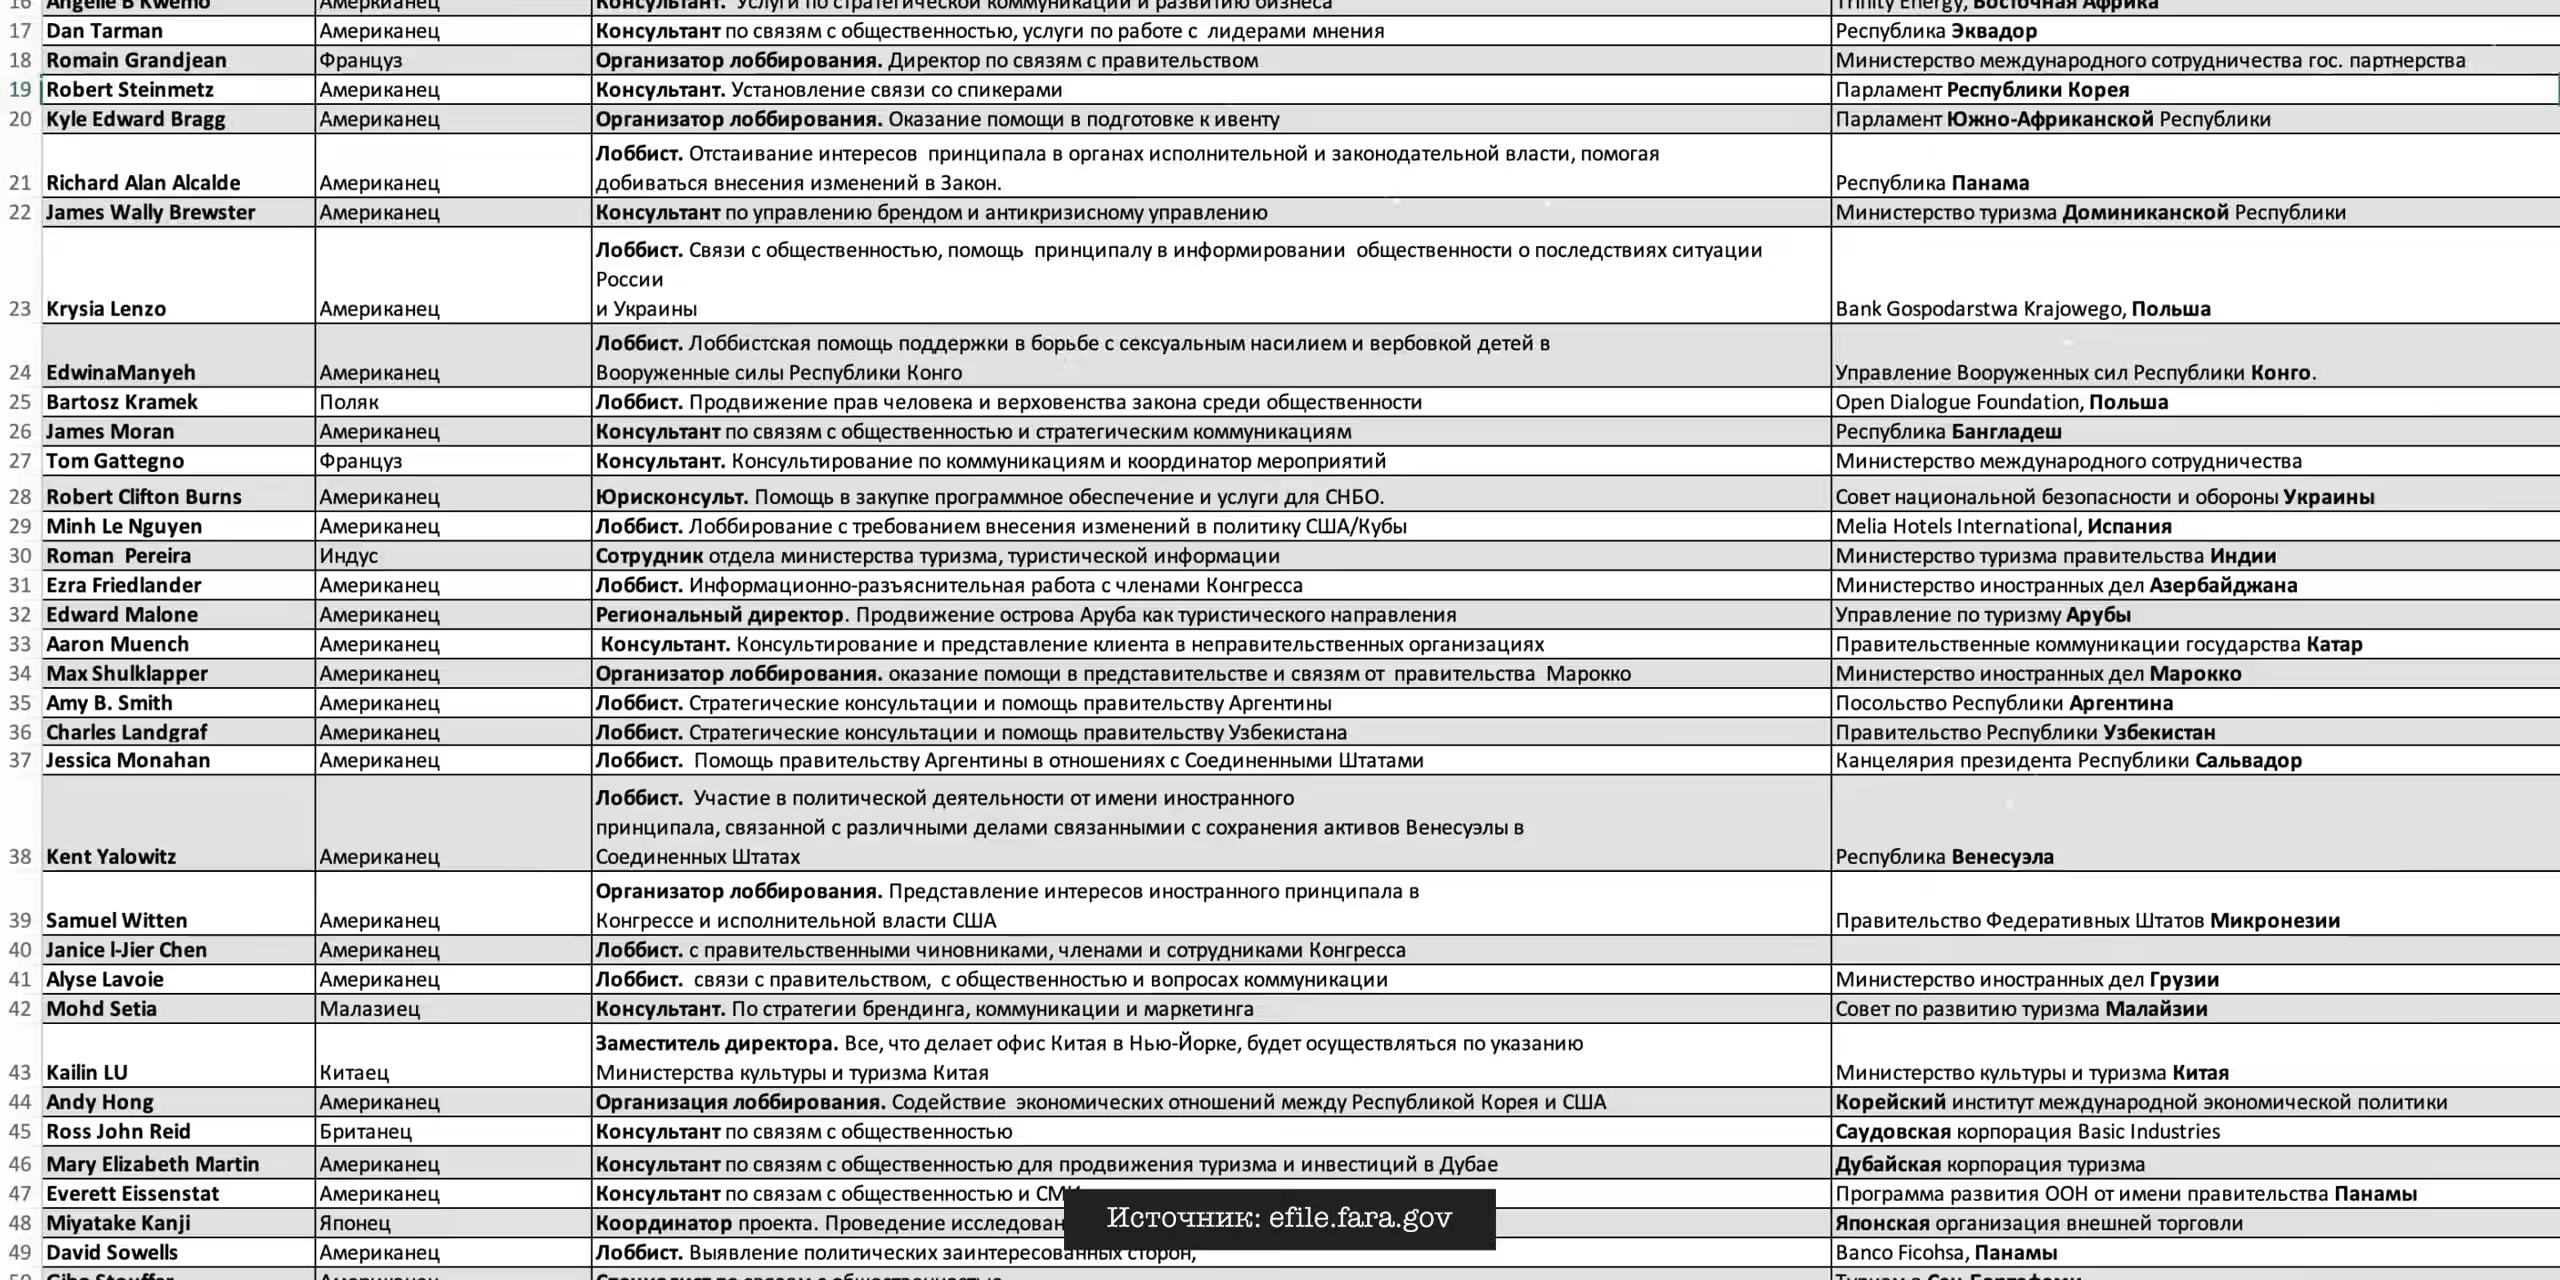 16 Angelle B Kwemo Американец Консультант. Услуги по стратегической коммуникации и развитию бизнеса Trinity Energy, Восточная Африка
17 Dan Tarman Американец Консультант по связям с общественностью, услуги по работе с лидерами мнения Республика Эквадор
18 Romain Grandjean Француз Организатор лоббирования. Директор по связям с правительством Министерство международного сотрудничества гос. партнерства
19 Robert Steinmetz Американец Консультант. Установление связи со спикерами Парламент Республики Корея
20 Kyle Edward Bragg Американец Организатор лоббирования. Оказание помощи в подготовке к ивенту Парламент Южно-Африканской Республики
Лоббист. Отстаивание интересов принципала в органах исполнительной и законодательной власти, помогая
21 Richard Alan Alcalde Американец добиваться внесения изменений в Закон. Республика Панама
22 James Wally Brewster Американец Консультант по управлению брендом и антикризисному управлению Министерство туризма Доминиканской Республики
Лоббист. Связи с общественностью, помощь принципалу в информировании общественности о последствиях ситуации
России
23 Krysia Lenzo Американец и Украины Bank Gospodarstwa Krajowego, Польша
Лоббист. Лоббистская помощь поддержки в борьбе с сексуальным насилием и вербовкой детей в
24 EdwinaManyeh Американец Вооруженные силы Республики Конго Управление Вооруженных сил Республики Конго.
25 Bartosz Kramek Поляк Лоббист. Продвижение прав человека и верховенства закона среди общественности Open Dialogue Foundation, Польша
26 James Moran Американец Консультант по связям с общественностью и стратегическим коммуникациям Республика Бангладеш
27 Tom Gattegno Француз Консультант. Консультирование по коммуникациям и координатор мероприятий Министерство международного сотрудничества
28 Robert Clifton Burns Американец Юрисконсульт. Помощь в закупке программное обеспечение и услуги для СНБО. Совет национальной безопасности и обороны Украины
29 Minh Le Nguyen Американец Лоббист. Лоббирование с требованием внесения изменений в политику США/Кубы Melia Hotels International, Испания
30 Roman Pereira Индус Сотрудник отдела министерства туризма, туристической информации Министерство туризма правительства Индии
31 Ezra Friedlander Американец Лоббист. Информационно-разъяснительная работа с членами Конгресса Министерство иностранных дел Азербайджана
32 Edward Malone Американец Региональный директор. Продвижение острова Аруба как туристического направления Управление по туризму Арубы
33 Aaron Muench Американец Консультант. Консультирование и представление клиента в неправительственных организациях Правительственные коммуникации государства Катар
34 Max Shulklapper Американец Организатор лоббирования. оказание помощи в представительстве и связям от правительства Марокко Министерство иностранных дел Марокко
35 Amy B. Smith Американец Лоббист. Стратегические консультации и помощь правительству Аргентины Посольство Республики Аргентина
36 Charles Landgraf Американец Лоббист. Стратегические консультации и помощь правительству Узбекистана Правительство Республики Узбекистан
37 Jessica Monahan Американец Лоббист. Помощь правительству Аргентины в отношениях с Соединенными Штатами Канцелярия президента Республики Сальвадор
Лоббист. Участие в политической деятельности от имени иностранного
принципала, связанной с различными делами связаннымии с сохранения активов Венесуэлы в
38 Kent Yalowitz Американец Соединенных Штатах Республика Венесуэла
Организатор лоббирования. Представление интересов иностранного принципала в
39 Samuel Witten Американец Конгрессе и исполнительной власти США Правительство Федеративных Штатов Микронезии
40 Janice l-Jier Chen Американец Лоббист. с правительственными чиновниками, членами и сотрудниками Конгресса
41 Alyse Lavoie Американец Лоббист. связи с правительством, с общественностью и вопросах коммуникации Министерство иностранных дел Грузии
42 Mohd Setia Малазиец Консультант. По стратегии брендинга, коммуникации и маркетинга Совет по развитию туризма Малайзии
Заместитель директора. Все, что делает офис Китая в Нью-Йорке, будет осуществляться по указанию
43 Kailin LU Китаец Министерства культуры и туризма Китая Министерство культуры и туризма Китая
44 Andy Hong Американец Организация лоббирования. Содействие экономических отношений между Республикой Корея и США Корейский институт международной экономической политики
45 Ross John Reid Британец Консультант по связям с общественностью Саудовская корпорация Basic Industries
46 Mary Elizabeth Martin Американец Консультант по связям с общественностью для продвижения туризма и инвестиций в Дубае Дубайская корпорация туризма
47 Everett Eissenstat Американец Консультант по связам с общественностью и СМИ Программа развития ООН от имени правительства Панамы
48 Miyatake Kanji Японец Координатор проекта. Проведение исследован Японская организация внешней торговли
Источник: efile.fara.gov
49 David Sowells Американец Лоббист. Выявление политических заинтересованных сторон, Banco Ficohsa, Панамы